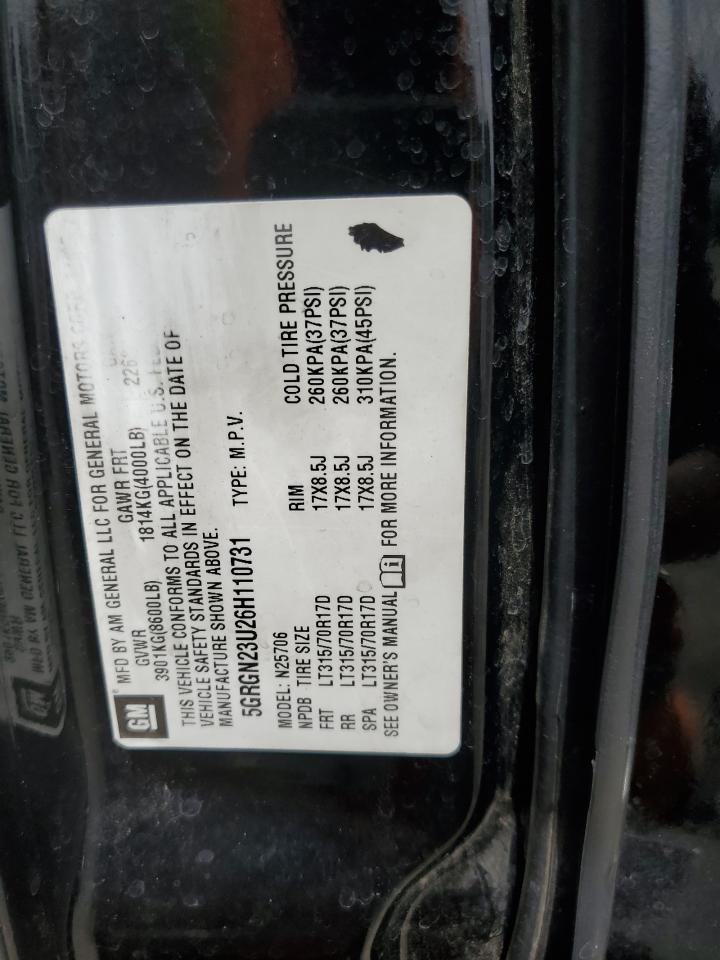 GM
MFD BY AM GENERAL LLC FOR GENERAL MOTORS
GVWR GAWR FRT
3901KG(8600LB) 1814KG(4000LB)
THIS VEHICLE CONFORMS TO ALL APPLICABLE U.S.
VEHICLE SAFETY STANDARDS IN EFFECT ON THE DATE OF
MANUFACTURE SHOWN ABOVE.
5GRGN23U26H110731 TYPE: M.P.V.
MODEL: N25706
NPDB TIRE SIZE RIM COLD TIRE PRESSURE
FRT LT315/70R17D 17X8.5J 260KPA(37PSI)
RR LT315/70R17D 17X8.5J 260KPA(37PSI)
SPA LT315/70R17D 17X8.5J 310KPA(45PSI)
SEE OWNER'S MANUAL FOR MORE INFORMATION.